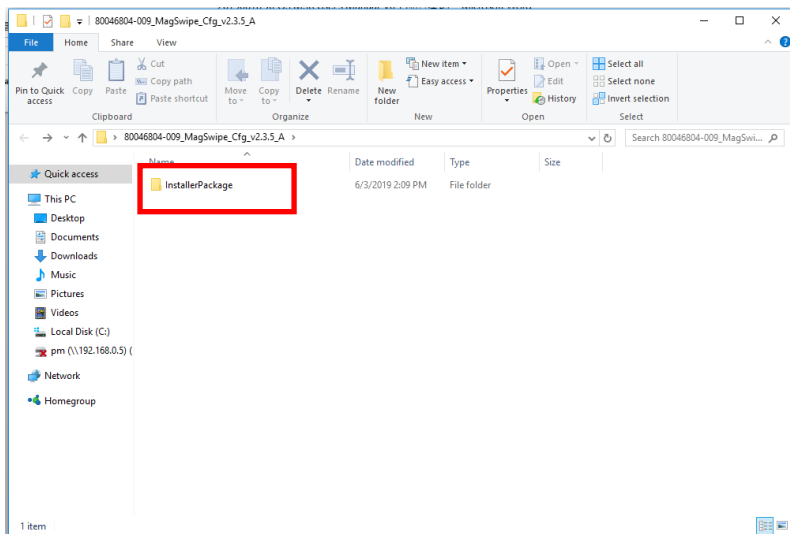 80046804-009_MagSwipe_Cfg_v2.3.5_A
File Home Share View
Pin to Quick access
Copy
Paste
Cut
Copy path
Paste shortcut
Clipboard
Move to
Copy to
Delete
Rename
Organize
New folder
New item
Easy access
New
Properties
Open
Edit
History
Open
Select all
Select none
Invert selection
Select
80046804-009_MagSwipe_Cfg_v2.3.5_A
Search 80046804-009_MagSwi...
Name Date modified Type Size
InstallerPackage 6/3/2019 2:09 PM File folder
Quick access
This PC
Desktop
Documents
Downloads
Music
Pictures
Videos
Local Disk (C:)
pm (\\192.168.0.5) (
Network
Homegroup
1 item